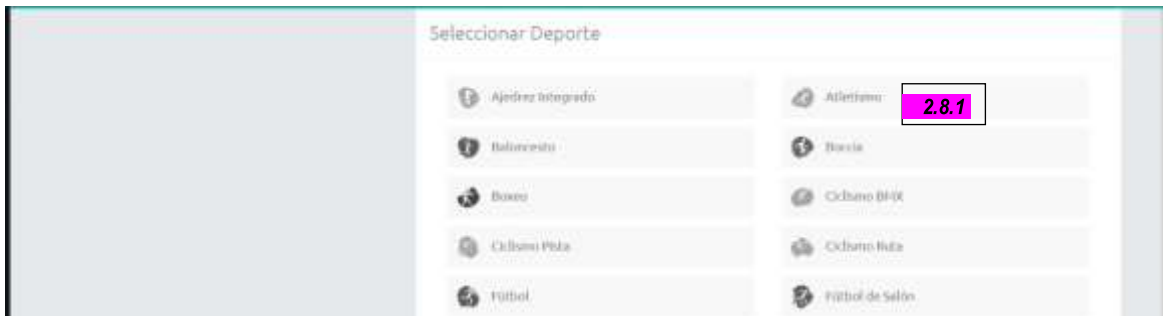 Seleccionar Deporte
Ajedrez Integrado
Atletismo
2.8.1
Baloncesto
Boccia
Boxeo
Ciclismo BMX
Ciclismo Pista
Ciclismo Ruta
Fútbol
Fútbol de Salón